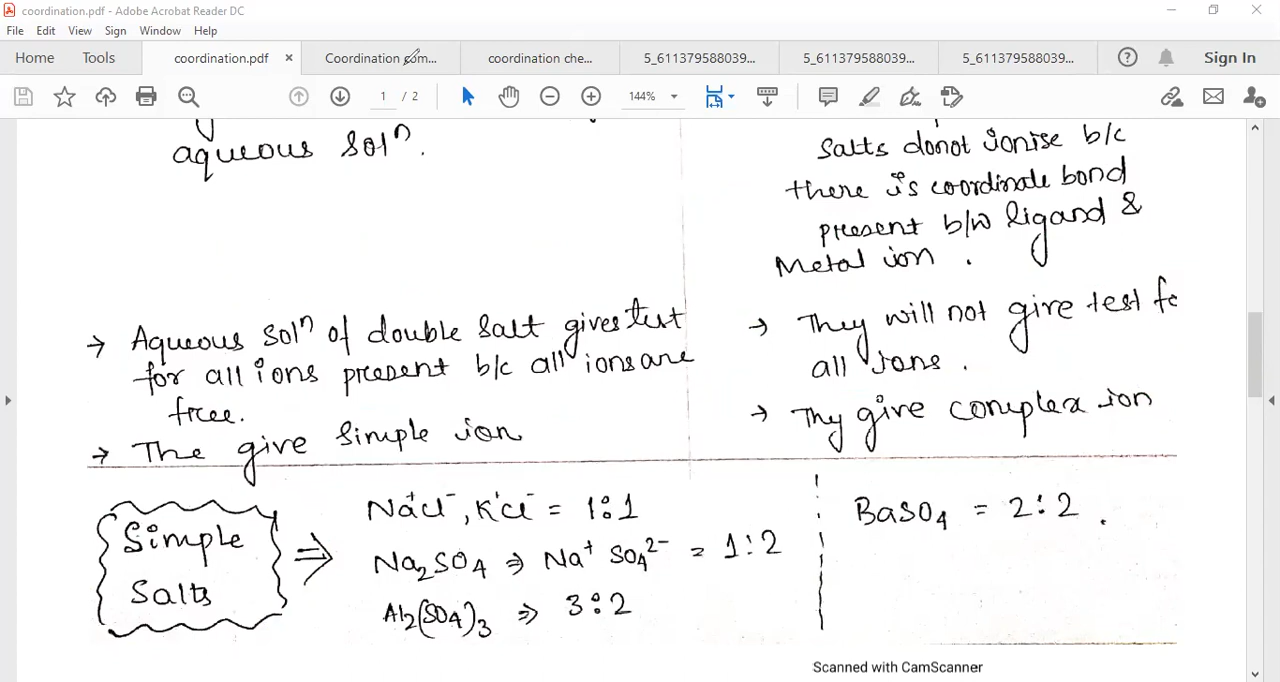 coordination.pdf - Adobe Acrobat Reader DC
File Edit View Sign Window Help
Home Tools coordination.pdf × Coordination com... coordination che... 5_611379588039... 5_611379588039... 5_611379588039... Sign In
1 / 2 144%
aqueous solⁿ.
Salts donot ionise b/c
there is coordinate bond
present b/w ligand &
Metal ion.
→ Aqueous solⁿ of double salt gives test
for all ions present b/c all ions are
free.
→ The give simple ion
→ They will not give test fo
all ions.
→ Thy give complex ion
Simple
Salts
⇒ Na⁺Cl⁻, K⁺Cl⁻ = 1:1
Na₂SO₄ ⇒ Na⁺ SO₄²⁻ = 1:2
Al₂(SO₄)₃ ⇒ 3:2
BaSO₄ = 2:2.
Scanned with CamScanner